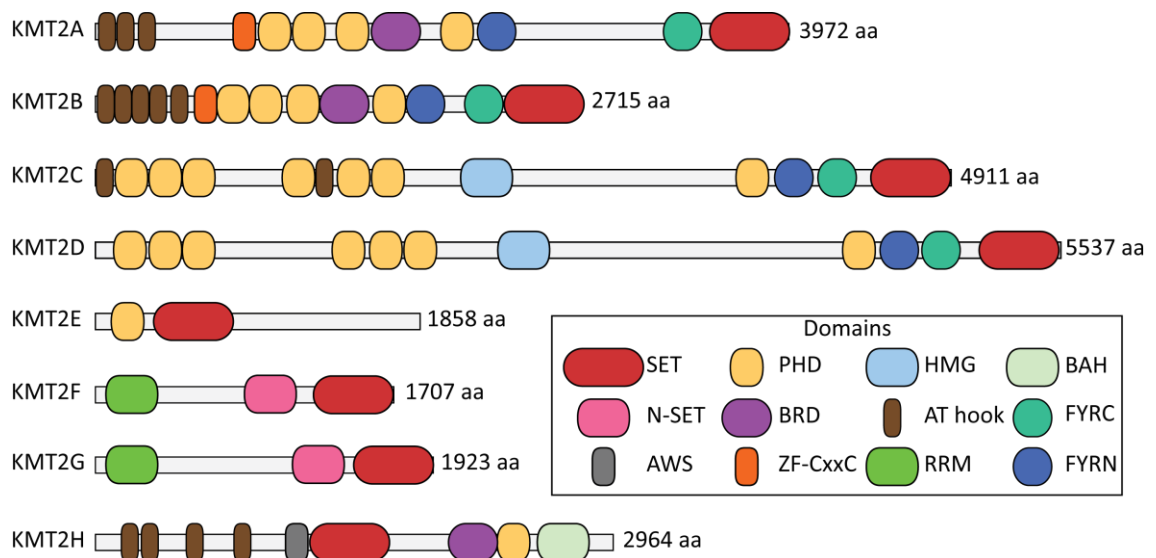 KMT2A 3972 aa
KMT2B 2715 aa
KMT2C 4911 aa
KMT2D 5537 aa
KMT2E 1858 aa
KMT2F 1707 aa
KMT2G 1923 aa
KMT2H 2964 aa
Domains
SET PHD HMG BAH
N-SET BRD AT hook FYRC
AWS ZF-CxxC RRM FYRN